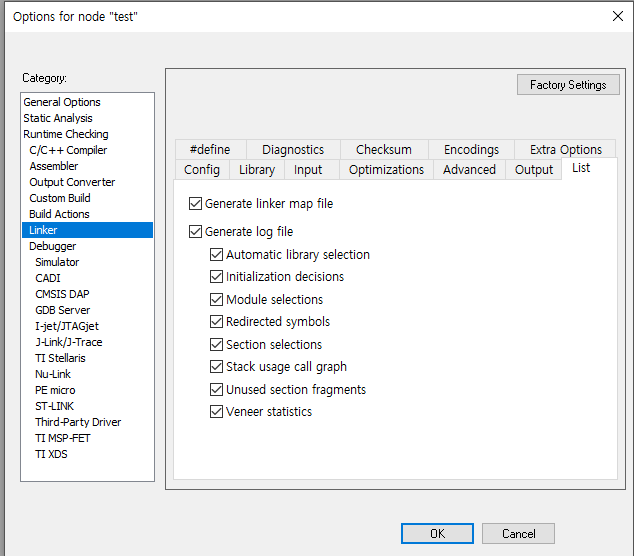 Options for node "test"
Category:
General Options
Static Analysis
Runtime Checking
C/C++ Compiler
Assembler
Output Converter
Custom Build
Build Actions
Linker
Debugger
Simulator
CADI
CMSIS DAP
GDB Server
I-jet/JTAGjet
J-Link/J-Trace
TI Stellaris
Nu-Link
PE micro
ST-LINK
Third-Party Driver
TI MSP-FET
TI XDS
Factory Settings
#define Diagnostics Checksum Encodings Extra Options
Config Library Input Optimizations Advanced Output List
Generate linker map file
Generate log file
Automatic library selection
Initialization decisions
Module selections
Redirected symbols
Section selections
Stack usage call graph
Unused section fragments
Veneer statistics
OK Cancel